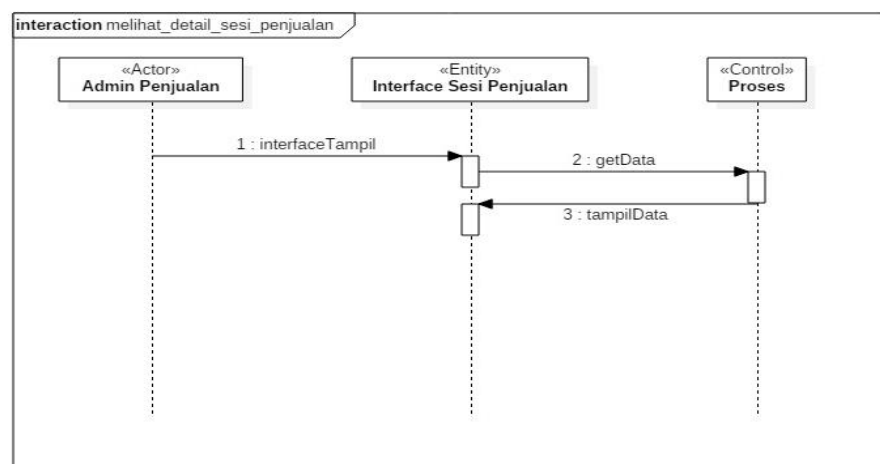 interaction melihat_detail_sesi_penjualan
«Actor»
Admin Penjualan
«Entity»
Interface Sesi Penjualan
«Control»
Proses
1 : interfaceTampil
2 : getData
3 : tampilData